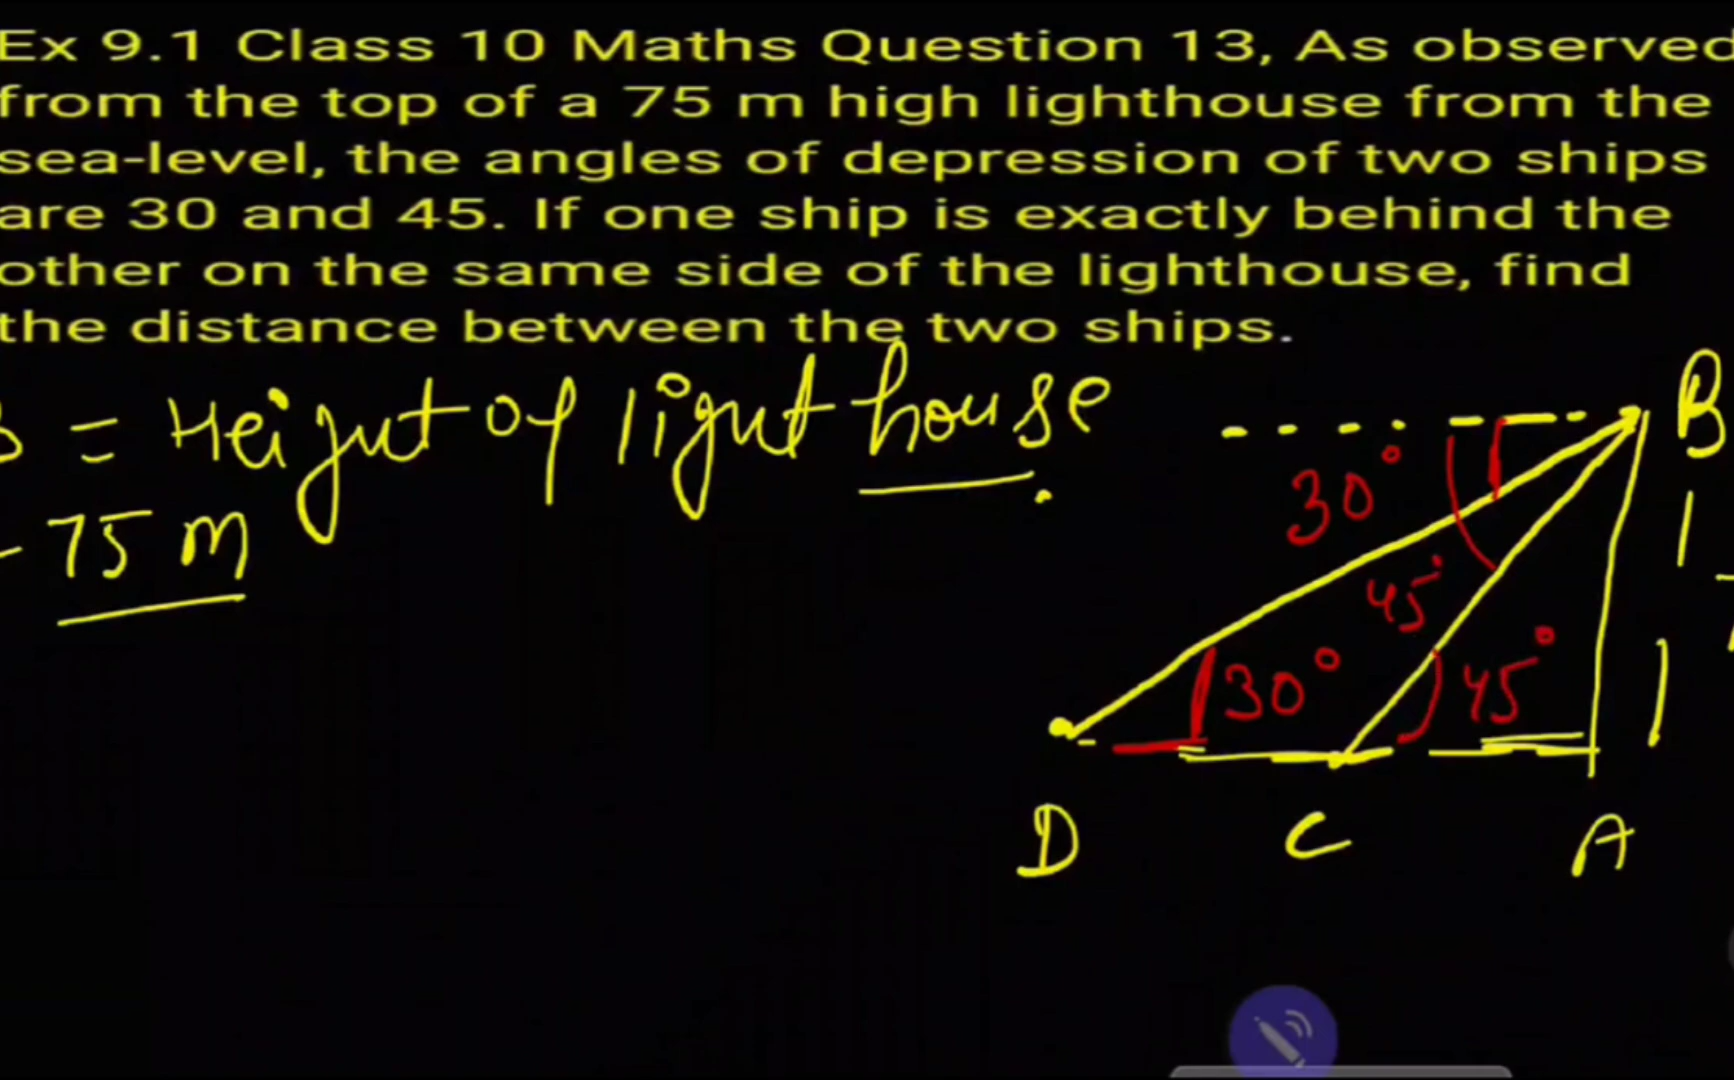 Ex 9.1 Class 10 Maths Question 13, As observed
from the top of a 75 m high lighthouse from the
sea-level, the angles of depression of two ships
are 30 and 45. If one ship is exactly behind the
other on the same side of the lighthouse, find
the distance between the two ships.
= Height of light house.
75 m
B
30°
45°
30°
45°
D C A